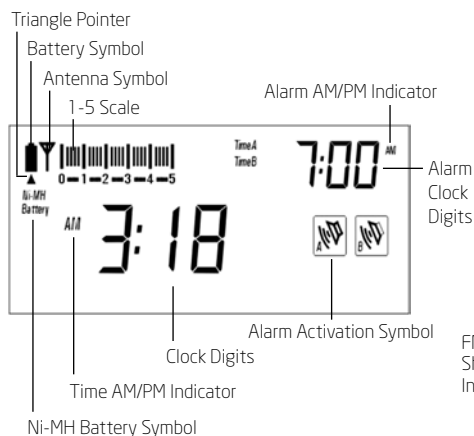 Triangle Pointer
Battery Symbol
Antenna Symbol
1-5 Scale
Alarm AM/PM Indicator
Time A
Time B
7:00
AM
0-1-2-3-4-5
Ni-MH
Battery
AM
3:18
A
B
Alarm
Clock
Digits
Alarm Activation Symbol
Clock Digits
Time AM/PM Indicator
Ni-MH Battery Symbol